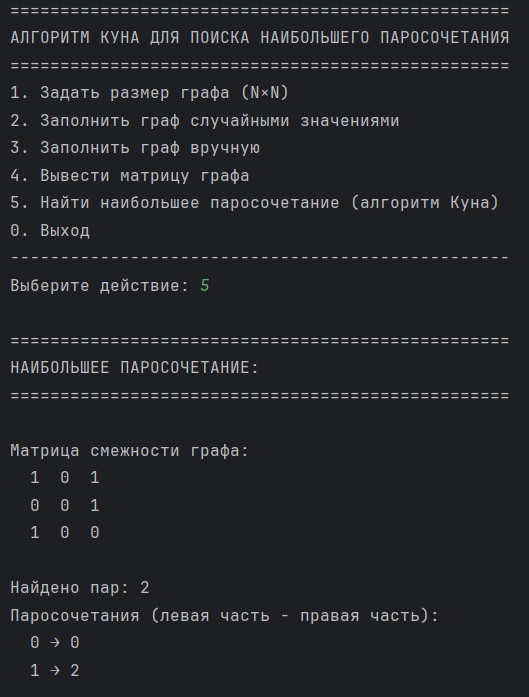 ==================================================
АЛГОРИТМ КУНА ДЛЯ ПОИСКА НАИБОЛЬШЕГО ПАРОСОЧЕТАНИЯ
==================================================
1. Задать размер графа (N×N)
2. Заполнить граф случайными значениями
3. Заполнить граф вручную
4. Вывести матрицу графа
5. Найти наибольшее паросочетание (алгоритм Куна)
0. Выход
--------------------------------------------------
Выберите действие: 5

==================================================
НАИБОЛЬШЕЕ ПАРОСОЧЕТАНИЕ:
==================================================

Матрица смежности графа:
  1  0  1
  0  0  1
  1  0  0

Найдено пар: 2
Паросочетания (левая часть - правая часть):
  0 → 0
  1 → 2